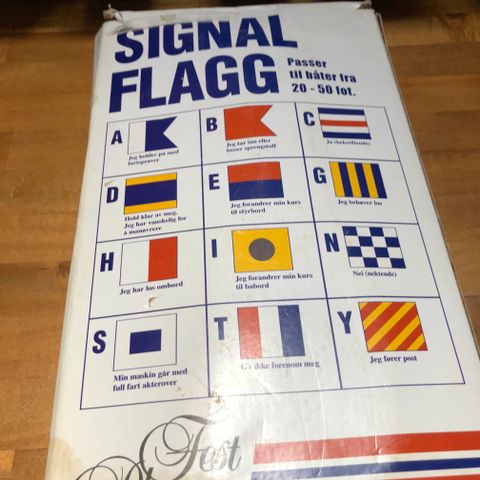 SIGNAL
FLAGG
Passer
til båter fra
20 - 50 fot.
A
Jeg holder på med
fartsprøver
B
Jeg tar inn eller
losser sprengstoff
C
Ja (bekreftende)
D
Hold klar av meg,
Jeg har vanskelig for
å manøvrere
E
Jeg forandrer min kurs
til styrbord
G
Jeg behøver los
H
Jeg har los ombord
I
Jeg forandrer min kurs
til babord
N
Nei (nektende)
S
Min maskin går med
full fart akterover
T
Gå ikke forenom meg
Y
Jeg fører post
Fest